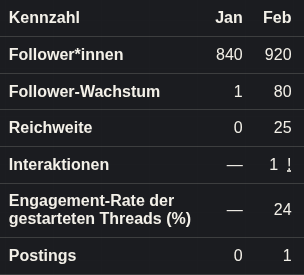 Kennzahl Jan Feb
Follower*innen 840 920
Follower-Wachstum 1 80
Reichweite 0 25
Interaktionen — 1 !
Engagement-Rate der
gestarteten Threads (%) — 24
Postings 0 1